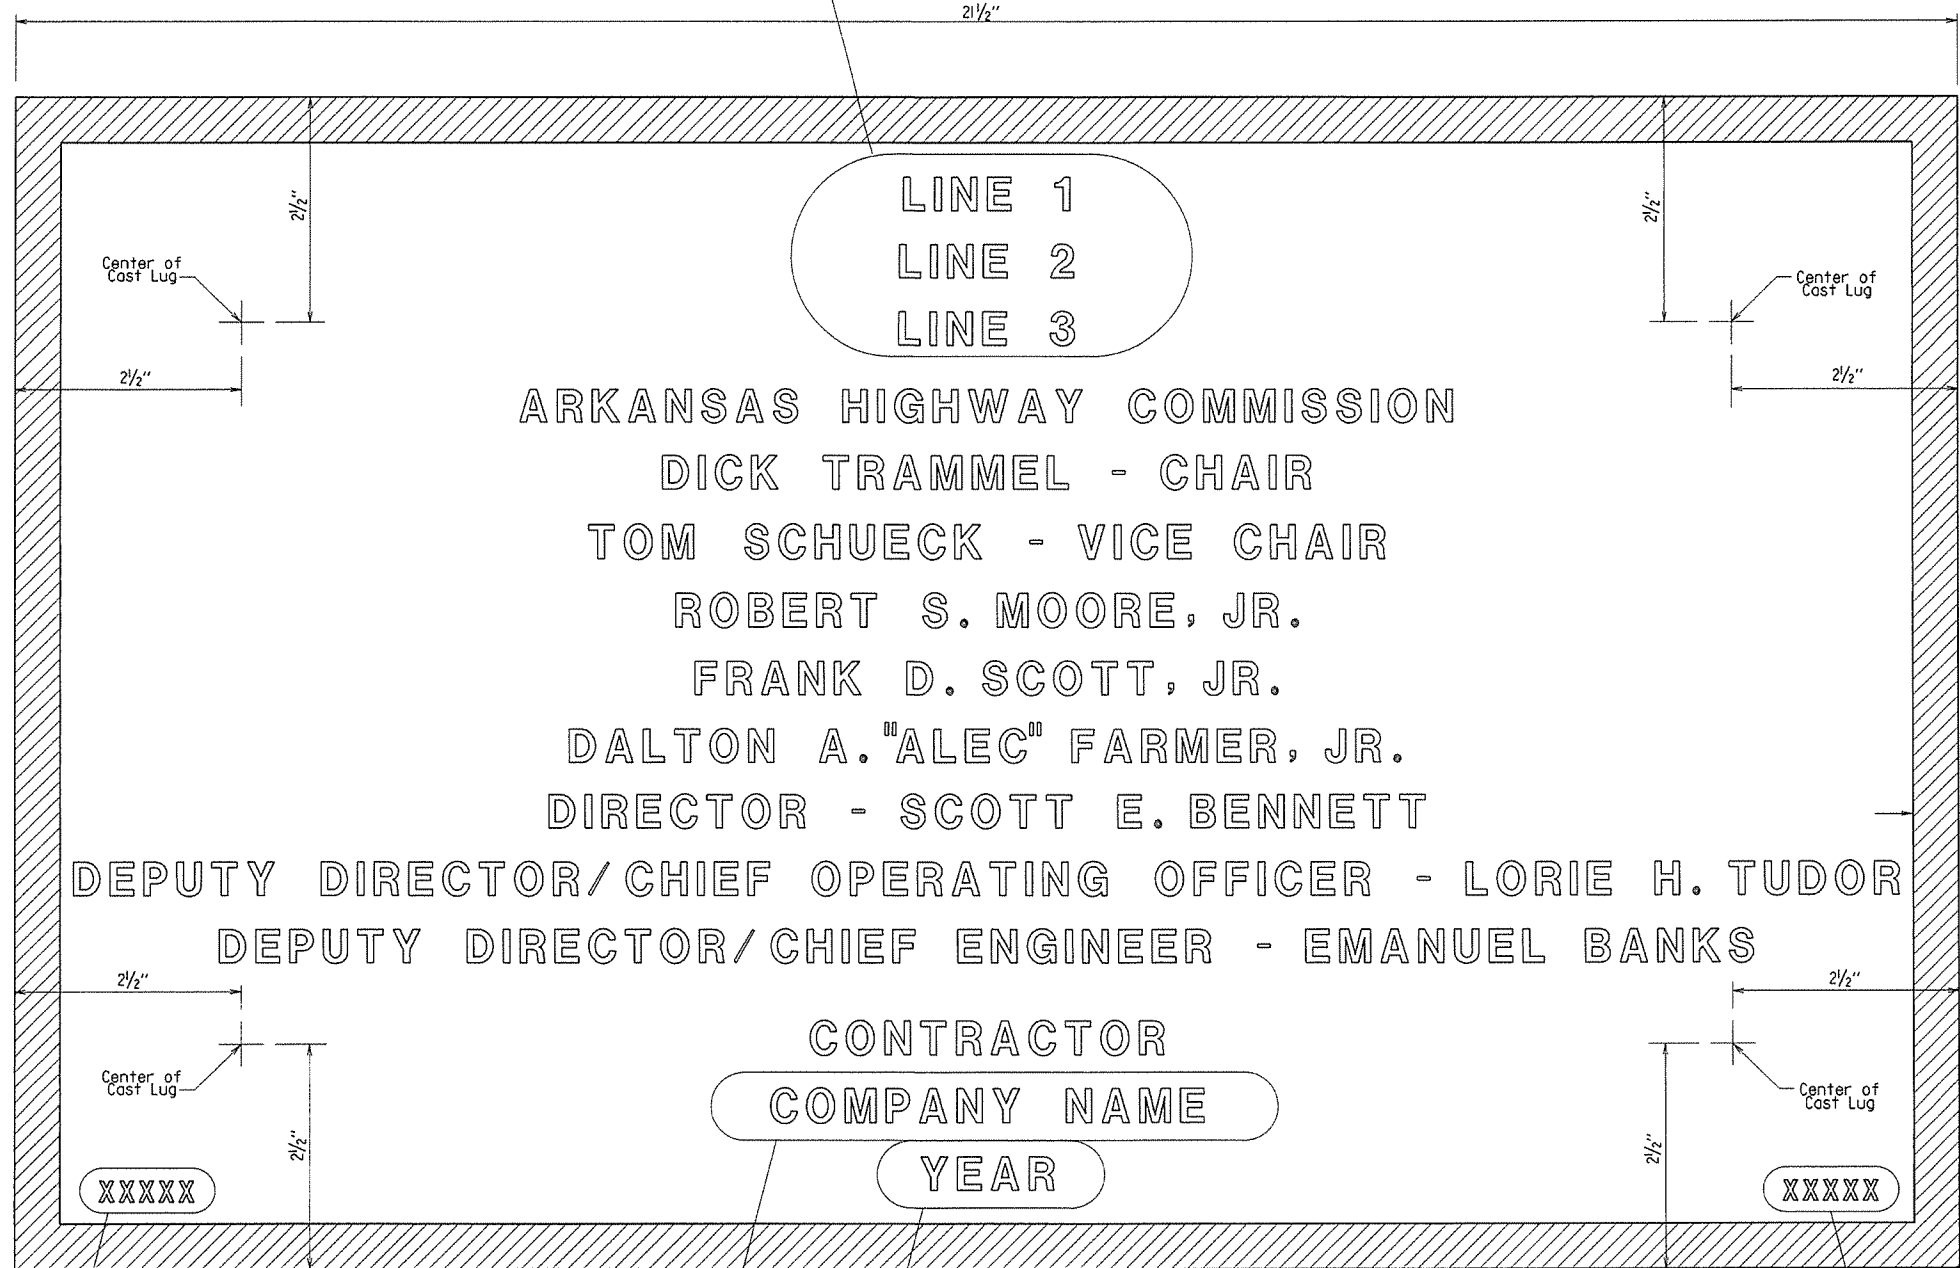 21½"
LINE 1
2½"
2½"
LINE 2
Center of
Cast Lug
Center of
Cast Lug
LINE 3
2½"
2½"
ARKANSAS HIGHWAY COMMISSION
DICK TRAMMEL - CHAIR
TOM SCHUECK - VICE CHAIR
ROBERT S. MOORE, JR.
FRANK D. SCOTT, JR.
DALTON A. "ALEC" FARMER, JR.
DIRECTOR - SCOTT E. BENNETT
DEPUTY DIRECTOR/CHIEF OPERATING OFFICER - LORIE H. TUDOR
DEPUTY DIRECTOR/CHIEF ENGINEER - EMANUEL BANKS
2½"
2½"
CONTRACTOR
Center of
Cast Lug
Center of
Cast Lug
COMPANY NAME
2½"
2½"
YEAR
XXXXX
XXXXX